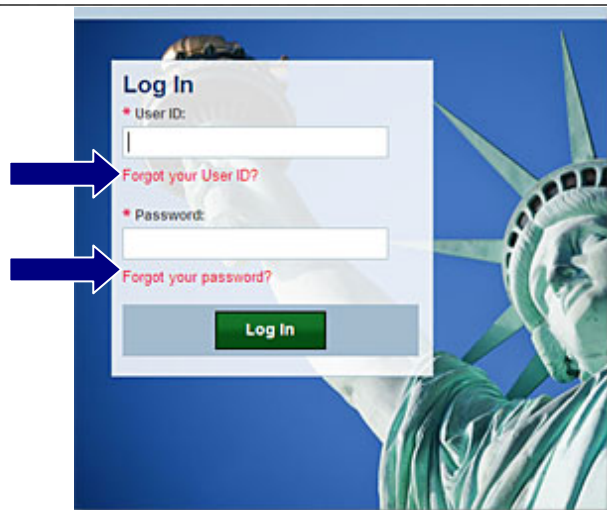 Log In
* User ID:
Forgot your User ID?
* Password:
Forgot your password?
Log In